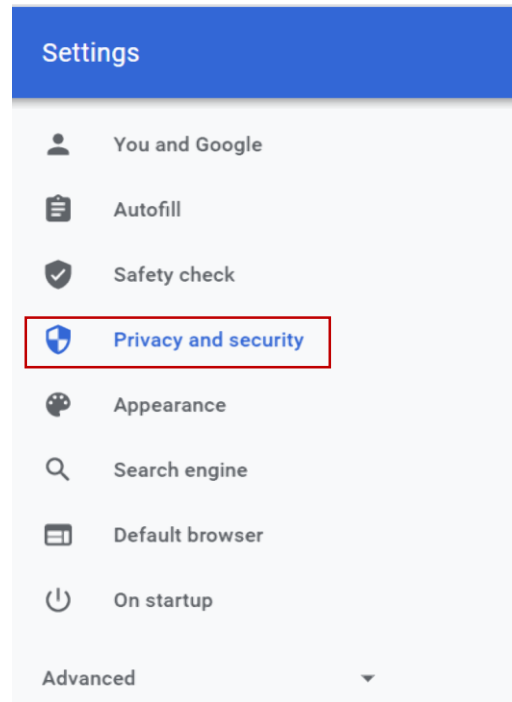 Settings
You and Google
Autofill
Safety check
Privacy and security
Appearance
Search engine
Default browser
On startup
Advanced